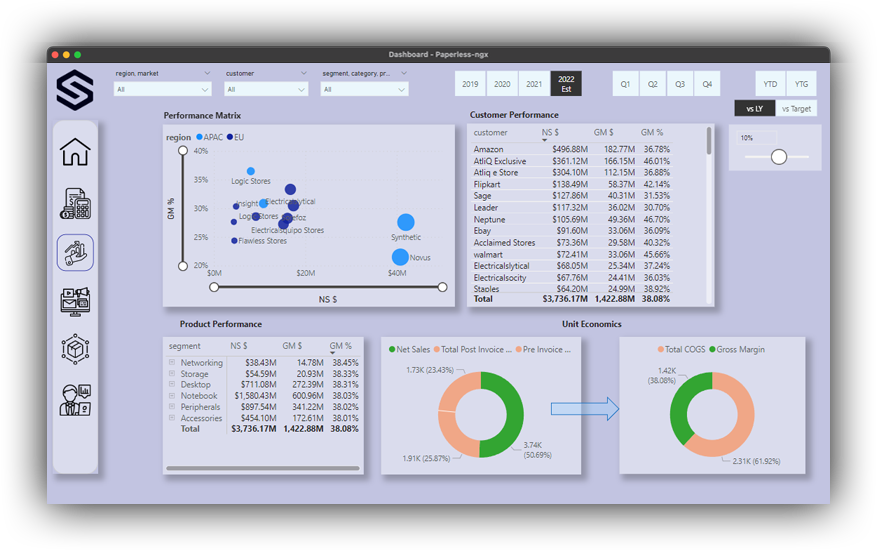 Dashboard - Paperless-ngx
region, market
customer
segment, category, pr...
All
All
All
2019
2020
2021
2022
Est
Q1
Q2
Q3
Q4
YTD
YTG
vs LY
vs Target
10%
Performance Matrix
region APAC EU
40%
35%
30%
25%
20%
GM %
Logic Stores
Insight
Electricalslytical
Flawless Stores
Synthetic
Novus
$0M
$20M
$40M
NS $
Customer Performance
customer NS $ GM $ GM %
Amazon $496.88M 182.77M 36.78%
AtliQ Exclusive $361.12M 166.15M 46.01%
Atliq e Store $304.10M 112.15M 36.88%
Flipkart $138.49M 58.37M 42.14%
Sage $127.86M 40.31M 31.53%
Leader $117.32M 36.02M 30.70%
Neptune $105.69M 49.36M 46.70%
Ebay $91.60M 33.06M 36.09%
Acclaimed Stores $73.36M 29.58M 40.32%
walmart $72.41M 33.06M 45.66%
Electricalslytical $68.05M 25.34M 37.24%
Electricalsocity $67.76M 24.41M 36.03%
Staples $64.20M 24.99M 38.92%
Total $3,736.17M 1,422.88M 38.08%
Product Performance
segment NS $ GM $ GM %
Networking $38.43M 14.78M 38.45%
Storage $54.59M 20.93M 38.33%
Desktop $711.08M 272.39M 38.31%
Notebook $1,580.43M 600.96M 38.03%
Peripherals $897.54M 341.22M 38.02%
Accessories $454.10M 172.61M 38.01%
Total $3,736.17M 1,422.88M 38.08%
Unit Economics
Net Sales Total Post Invoice ... Pre Invoice ...
1.73K (23.43%)
1.91K (25.87%)
3.74K
(50.69%)
Total COGS Gross Margin
1.42K
(38.08%)
2.31K (61.92%)